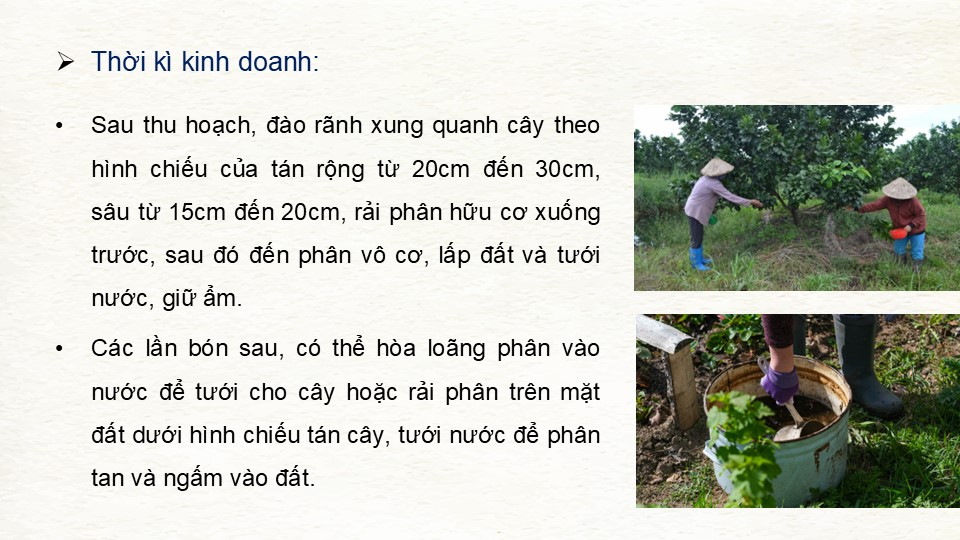 ➢ Thời kì kinh doanh:
• Sau thu hoạch, đào rãnh xung quanh cây theo
hình chiếu của tán rộng từ 20cm đến 30cm,
sâu từ 15cm đến 20cm, rải phân hữu cơ xuống
trước, sau đó đến phân vô cơ, lấp đất và tưới
nước, giữ ẩm.
• Các lần bón sau, có thể hòa loãng phân vào
nước để tưới cho cây hoặc rải phân trên mặt
đất dưới hình chiếu tán cây, tưới nước để phân
tan và ngấm vào đất.